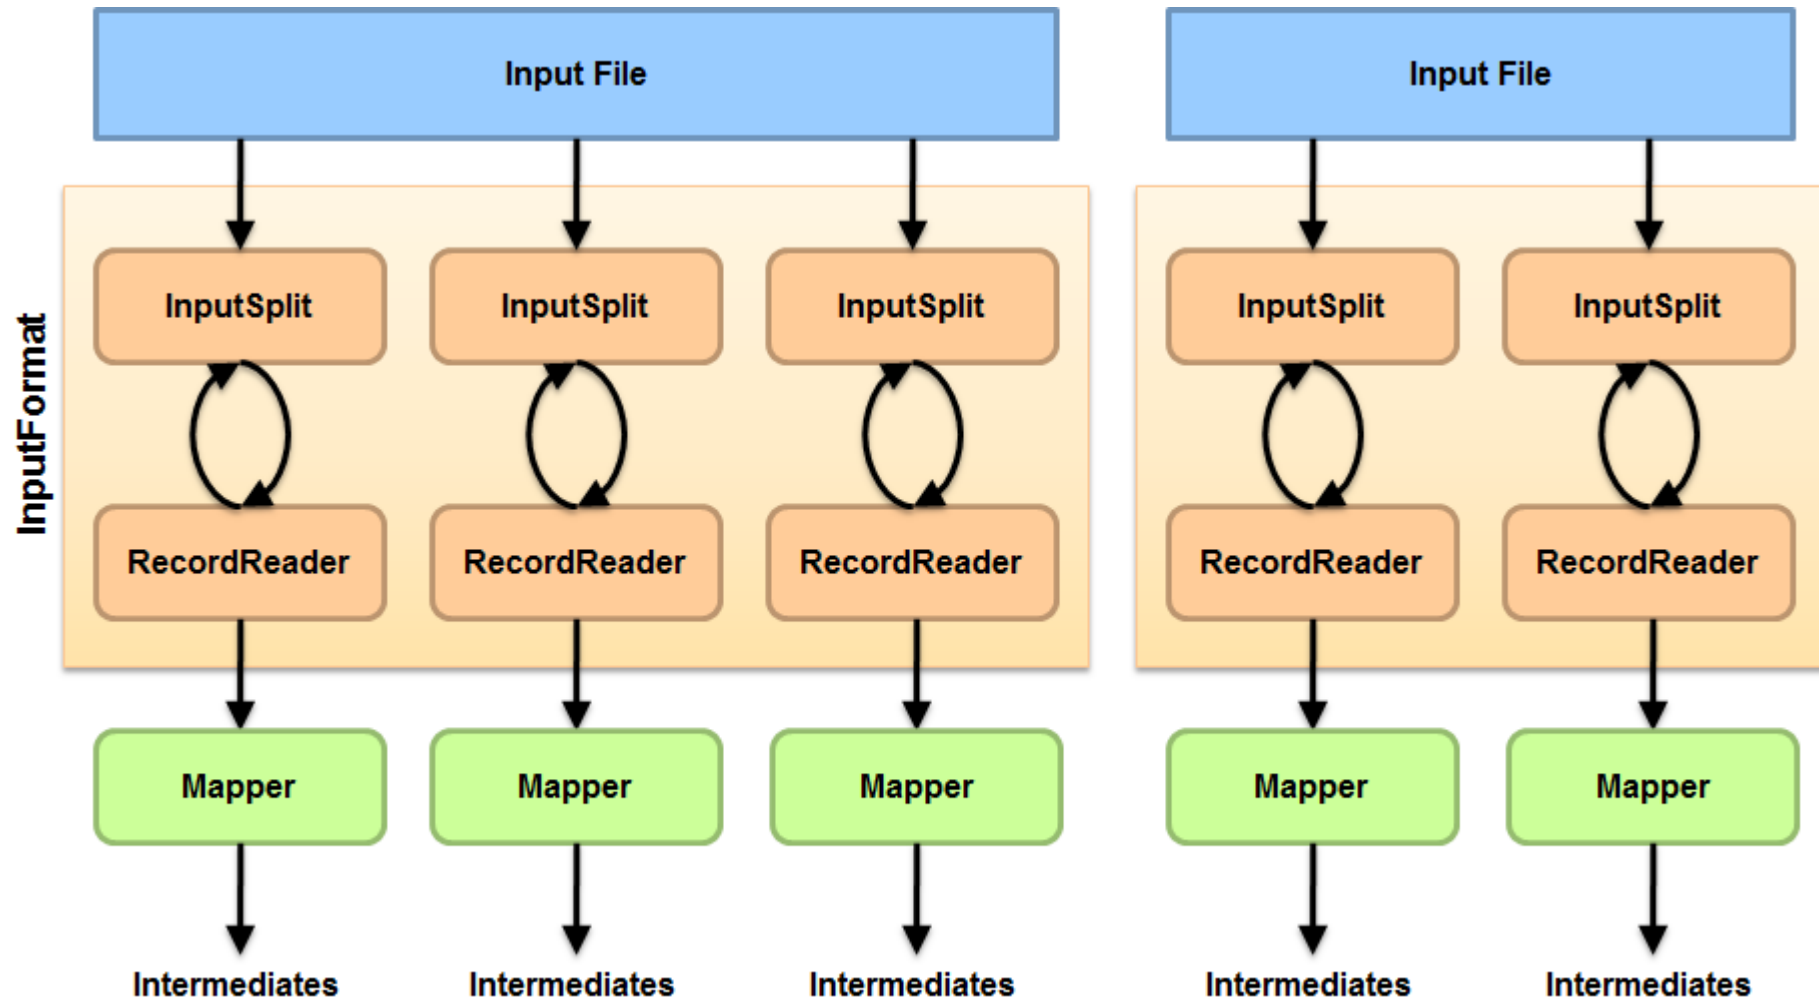 Input File
Input File
InputFormat
InputSplit
InputSplit
InputSplit
InputSplit
InputSplit
RecordReader
RecordReader
RecordReader
RecordReader
RecordReader
Mapper
Mapper
Mapper
Mapper
Mapper
Intermediates
Intermediates
Intermediates
Intermediates
Intermediates